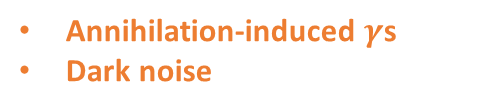 • Annihilation-induced γs
• Dark noise